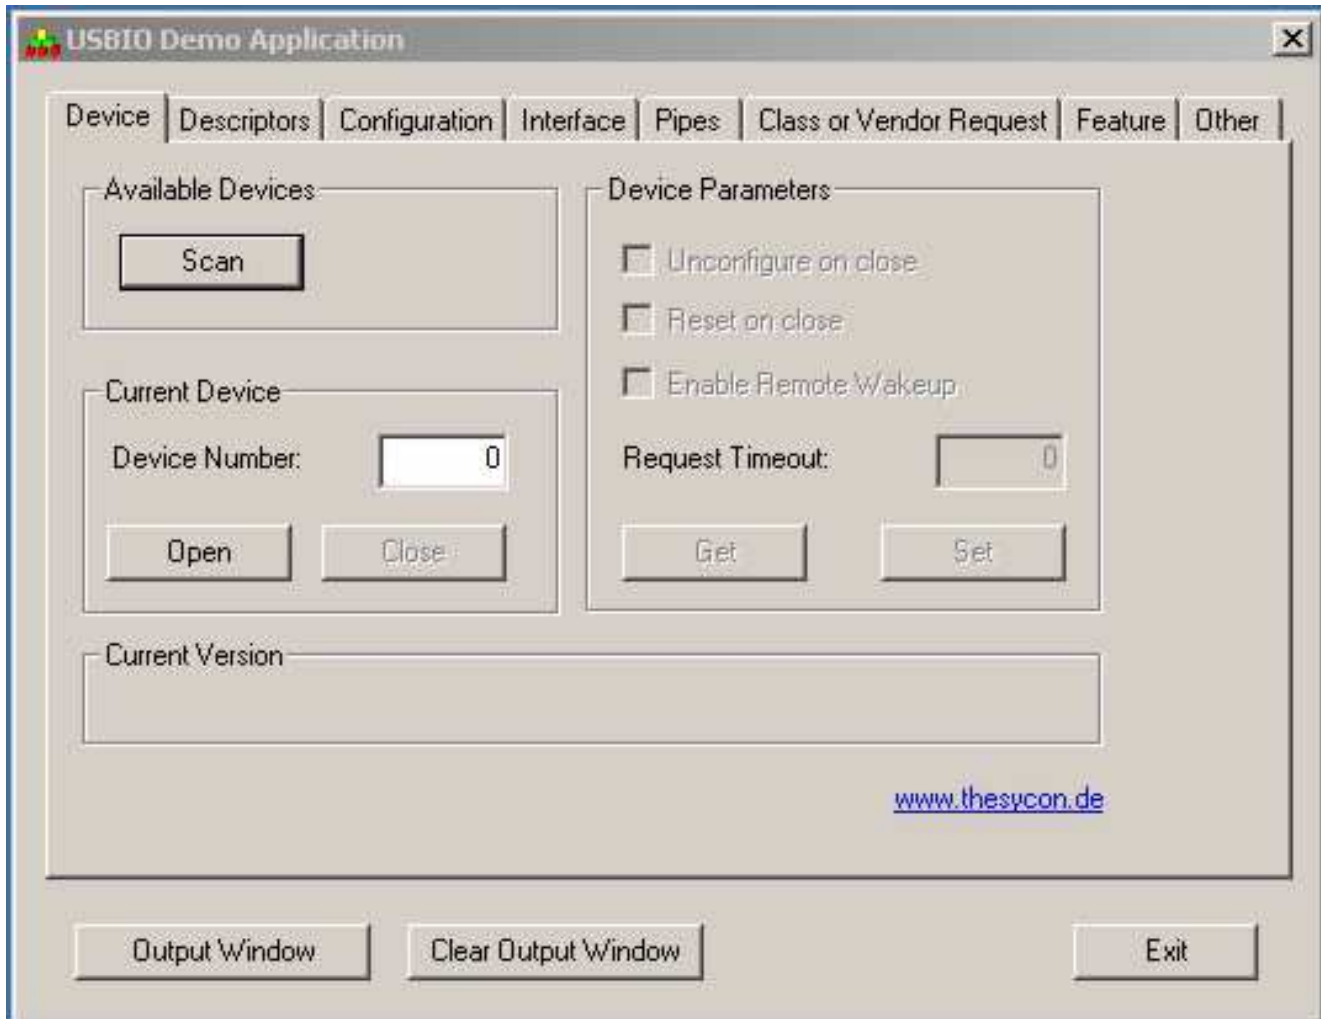 USBIO Demo Application
Device Descriptors Configuration Interface Pipes Class or Vendor Request Feature Other
Available Devices
Scan
Current Device
Device Number: 0
Open Close
Device Parameters
Unconfigure on close
Reset on close
Enable Remote Wakeup
Request Timeout: 0
Get Set
Current Version
www.thesycon.de
Output Window Clear Output Window Exit